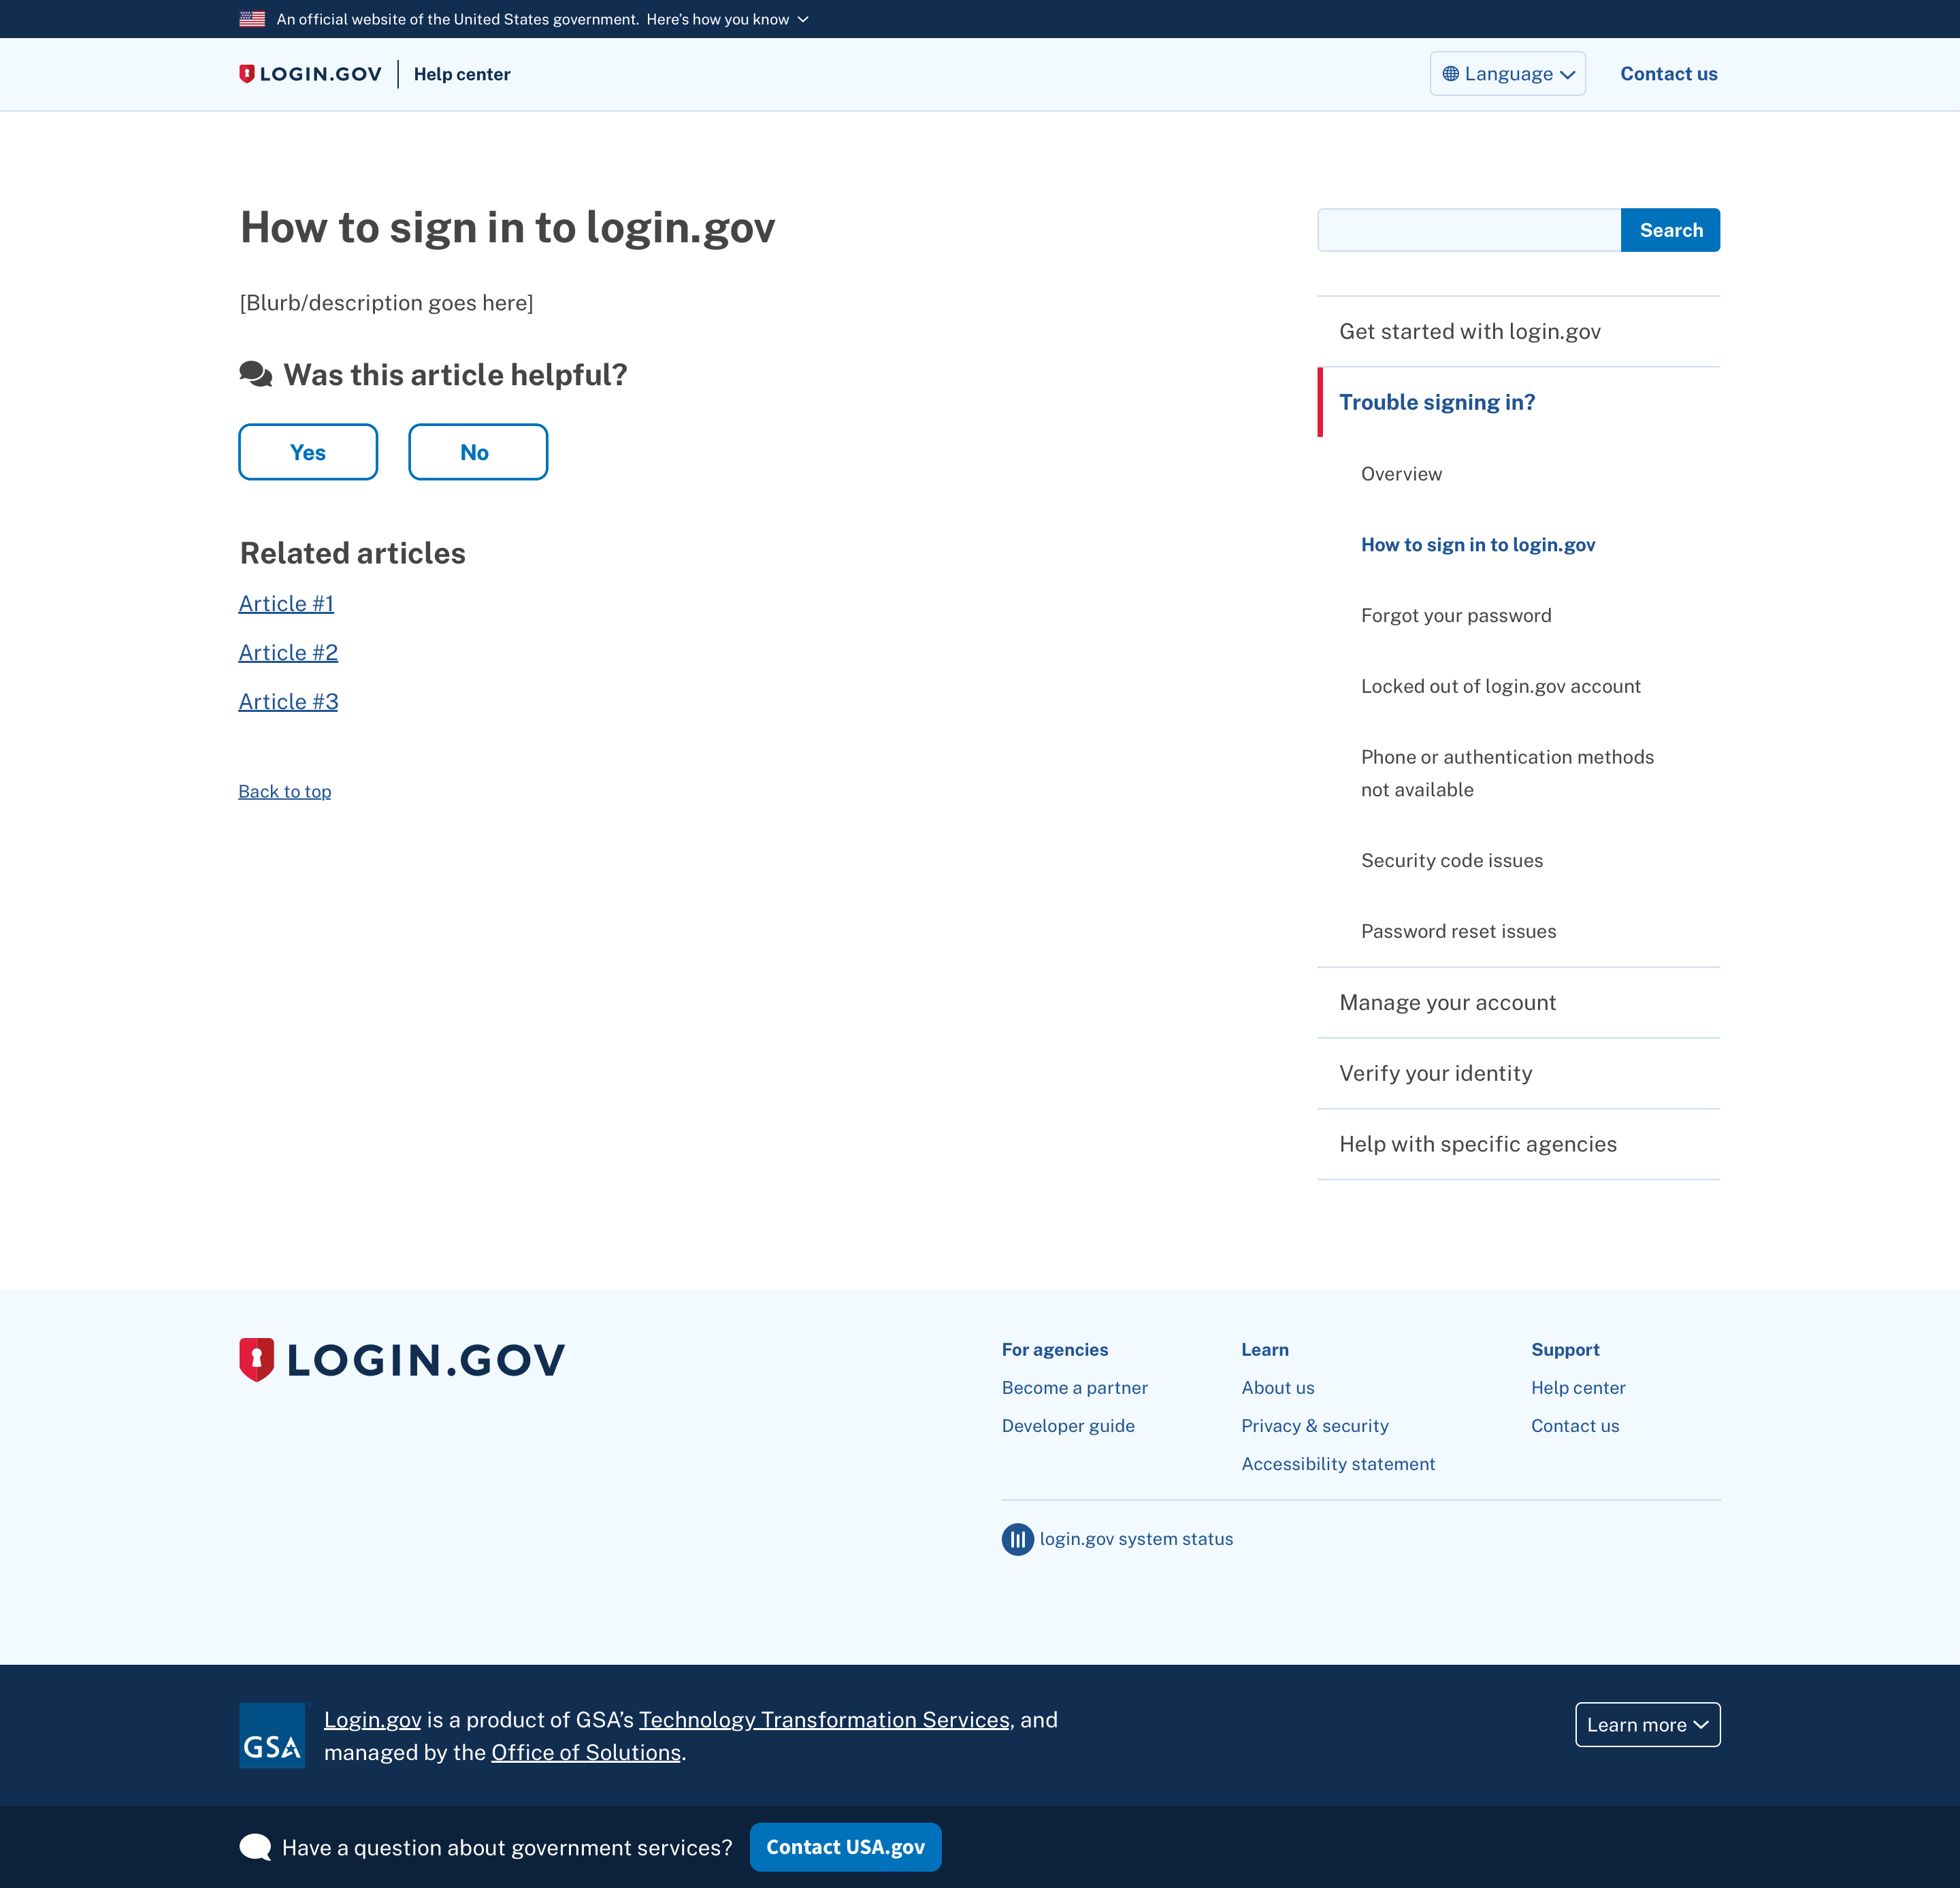 An official website of the United States government. Here’s how you know
LOGIN.GOV
Help center
Language
Contact us
How to sign in to login.gov
[Blurb/description goes here]
Was this article helpful?
Yes
No
Related articles
Article #1
Article #2
Article #3
Back to top
Search
Get started with login.gov
Trouble signing in?
Overview
How to sign in to login.gov
Forgot your password
Locked out of login.gov account
Phone or authentication methods
not available
Security code issues
Password reset issues
Manage your account
Verify your identity
Help with specific agencies
LOGIN.GOV
For agencies
Become a partner
Developer guide
Learn
About us
Privacy & security
Accessibility statement
Support
Help center
Contact us
login.gov system status
GSA
Login.gov is a product of GSA’s Technology Transformation Services, and
managed by the Office of Solutions.
Learn more
Have a question about government services?
Contact USA.gov